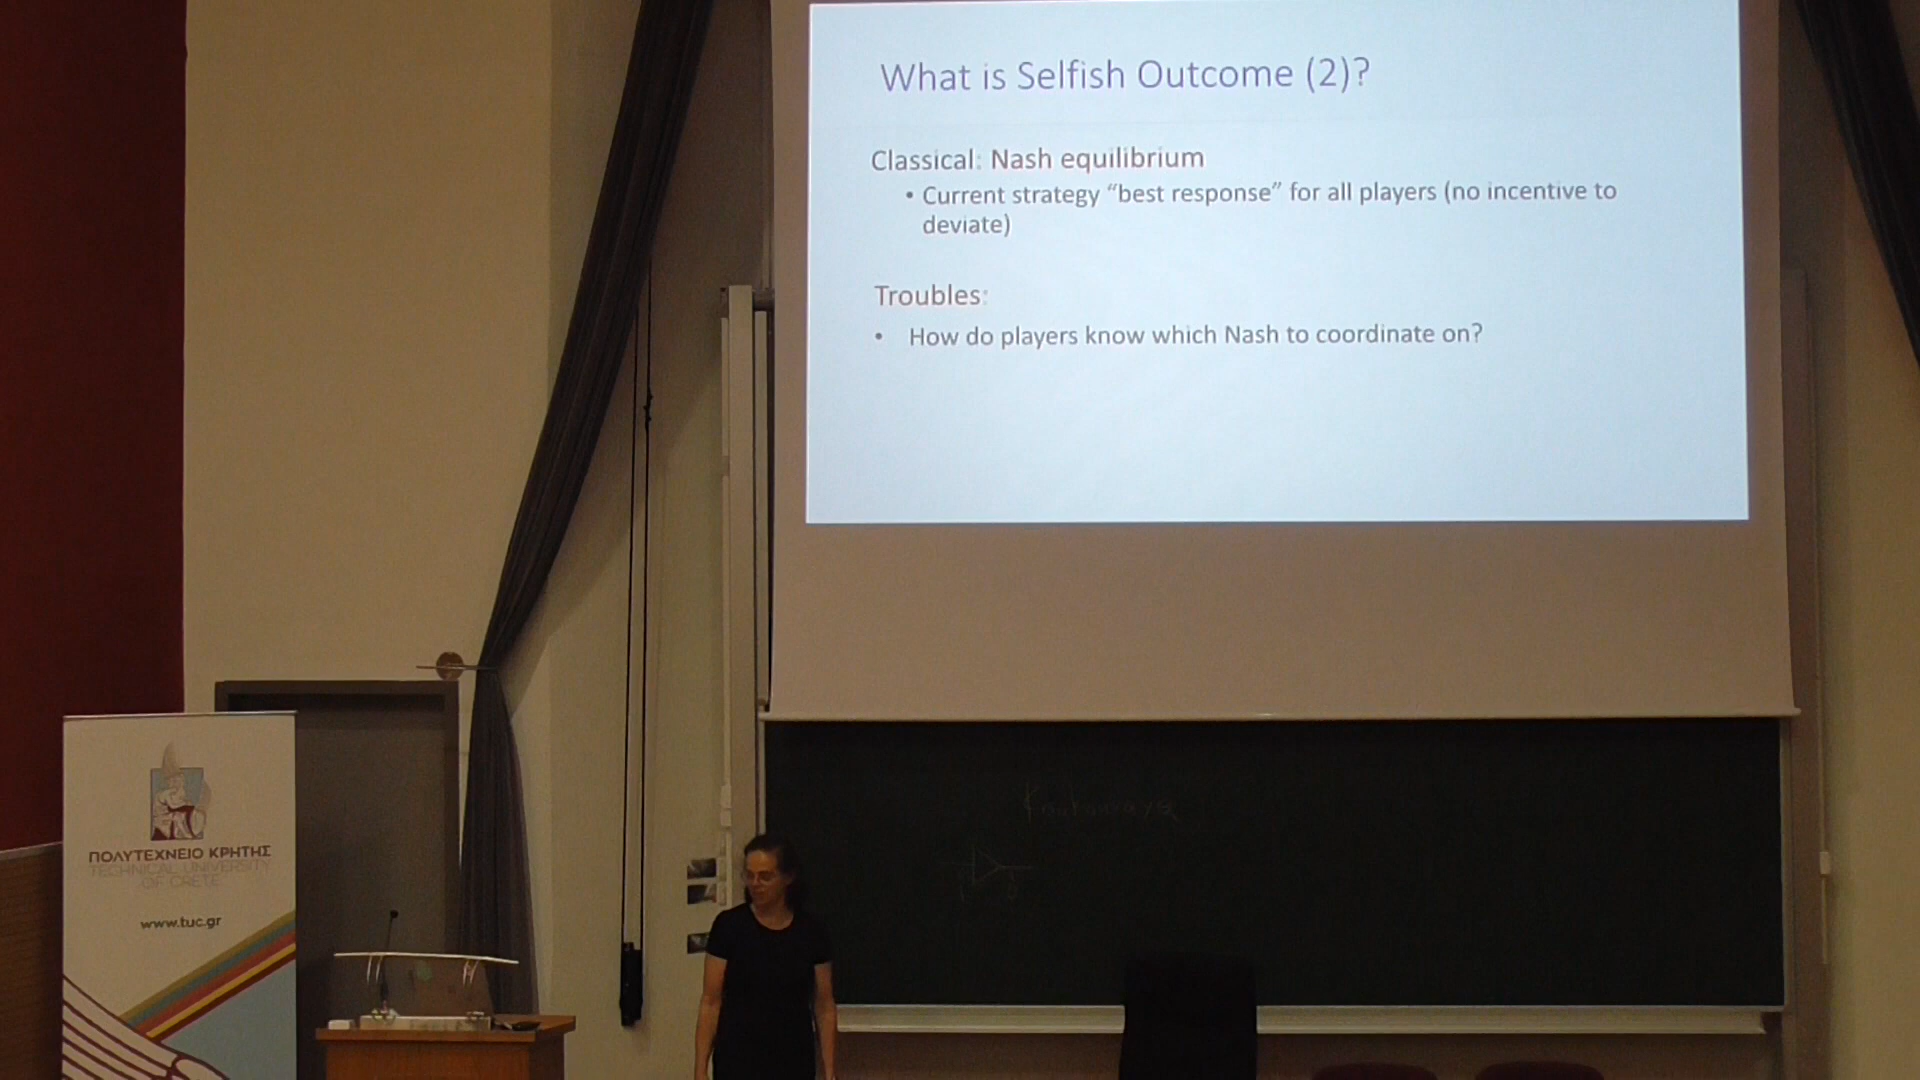 What is Selfish Outcome (2)?
Classical: Nash equilibrium
• Current strategy “best response” for all players (no incentive to
deviate)
Troubles:
• How do players know which Nash to coordinate on?
ΠΟΛΥΤΕΧΝΕΙΟ ΚΡΗΤΗΣ
TECHNICAL UNIVERSITY
OF CRETE
www.tuc.gr